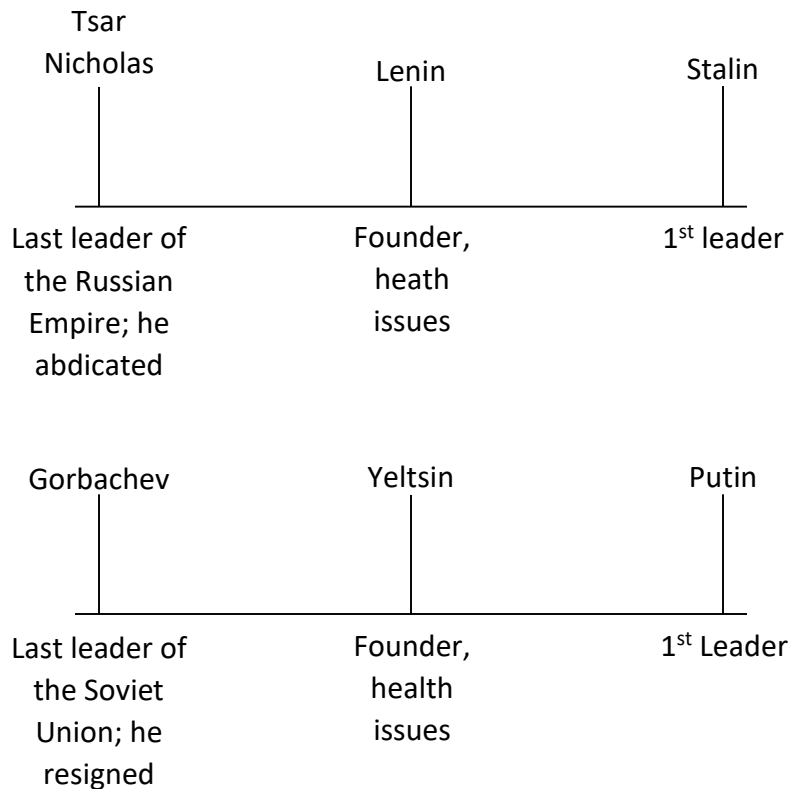 Tsar
Nicholas
Lenin
Stalin
Last leader of
the Russian
Empire; he
abdicated
Founder,
heath
issues
1st leader
Gorbachev
Yeltsin
Putin
Last leader of
the Soviet
Union; he
resigned
Founder,
health
issues
1st Leader